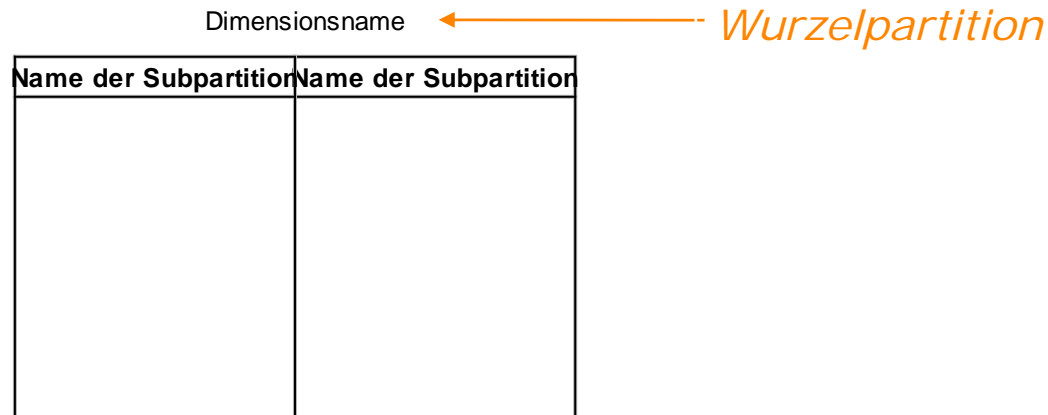 Dimensionsname
Wurzelpartition
Name der Subpartition
Name der Subpartition